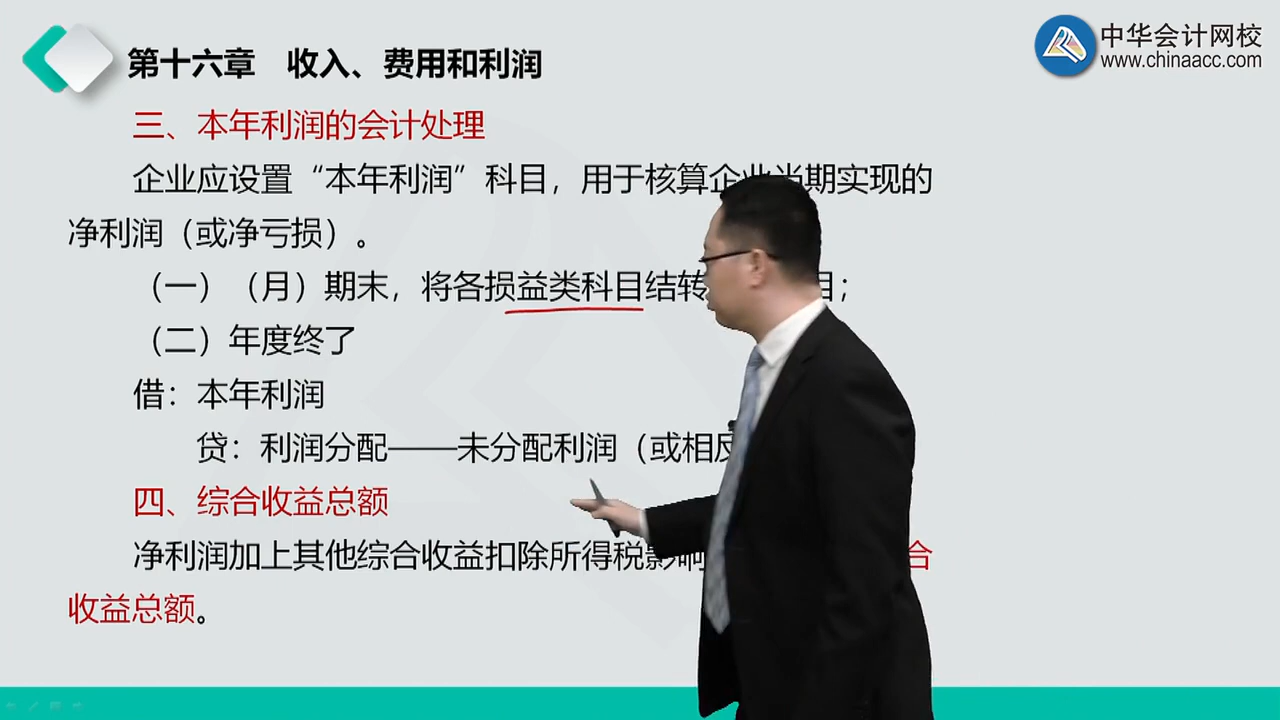 第十六章 收入、费用和利润
中华会计网校
www.chinaacc.com
三、本年利润的会计处理
企业应设置“本年利润”科目，用于核算企业当期实现的
净利润（或净亏损）。
（一）（月）期末，将各损益类科目结转目；
（二）年度终了
借：本年利润
贷：利润分配——未分配利润（或相反
四、综合收益总额
净利润加上其他综合收益扣除所得税影响合
收益总额。